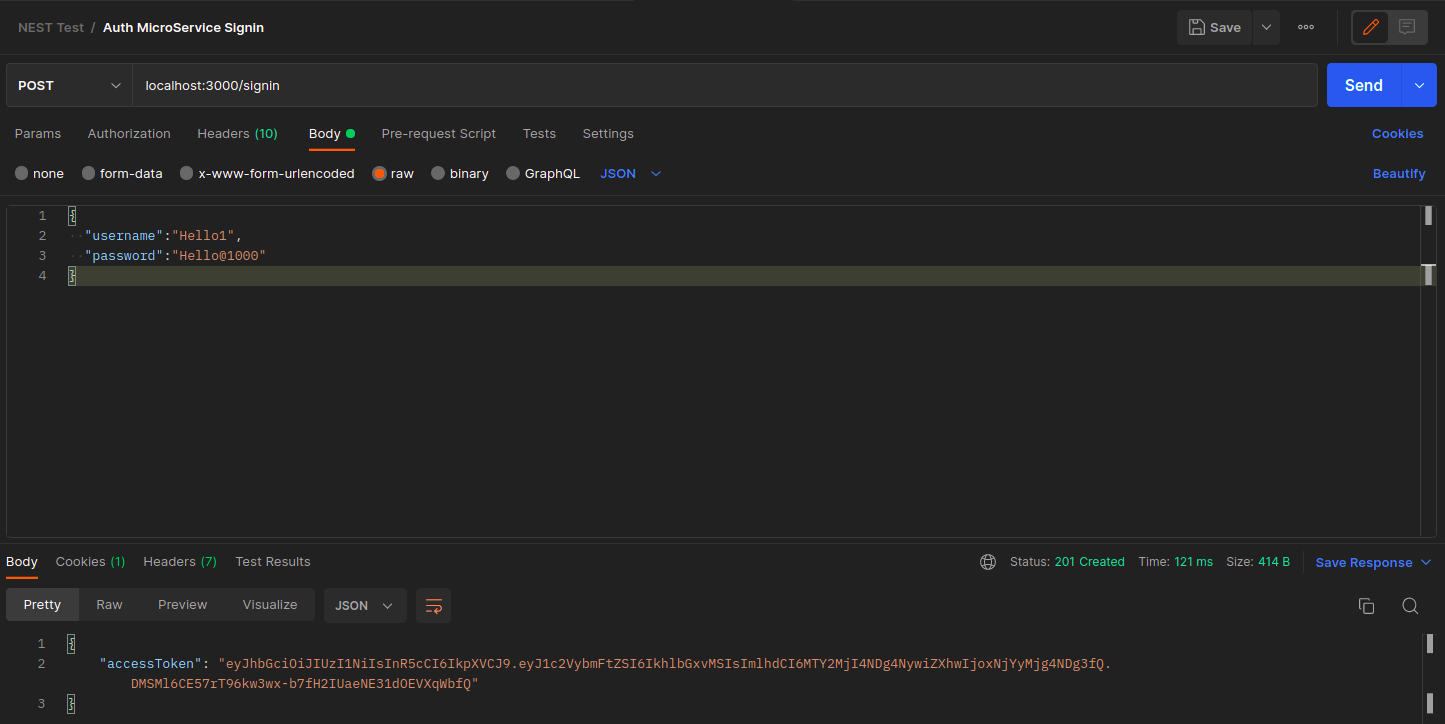 NEST Test / Auth MicroService Signin
Save
POST localhost:3000/signin Send
Params Authorization Headers (10) Body Pre-request Script Tests Settings Cookies
none form-data x-www-form-urlencoded raw binary GraphQL JSON Beautify
1 {
2 "username":"Hello1",
3 "password":"Hello@1000"
4 }
Body Cookies (1) Headers (7) Test Results Status: 201 Created Time: 121 ms Size: 414 B Save Response
Pretty Raw Preview Visualize JSON
1 {
2 "accessToken": "eyJhbGciOiJIUzI1NiIsInR5cCI6IkpXVCJ9.eyJ1c2VybmFtZSI6IkhlbGxvMSIsImlhdCI6MTY2MjI4NDg4NywiZXhwIjoxNjYyMjg4NDg3fQ.
DMSMl6CE57rT96kw3wx-b7fH2IUaeNE31dOEVXqWbfQ"
3 }